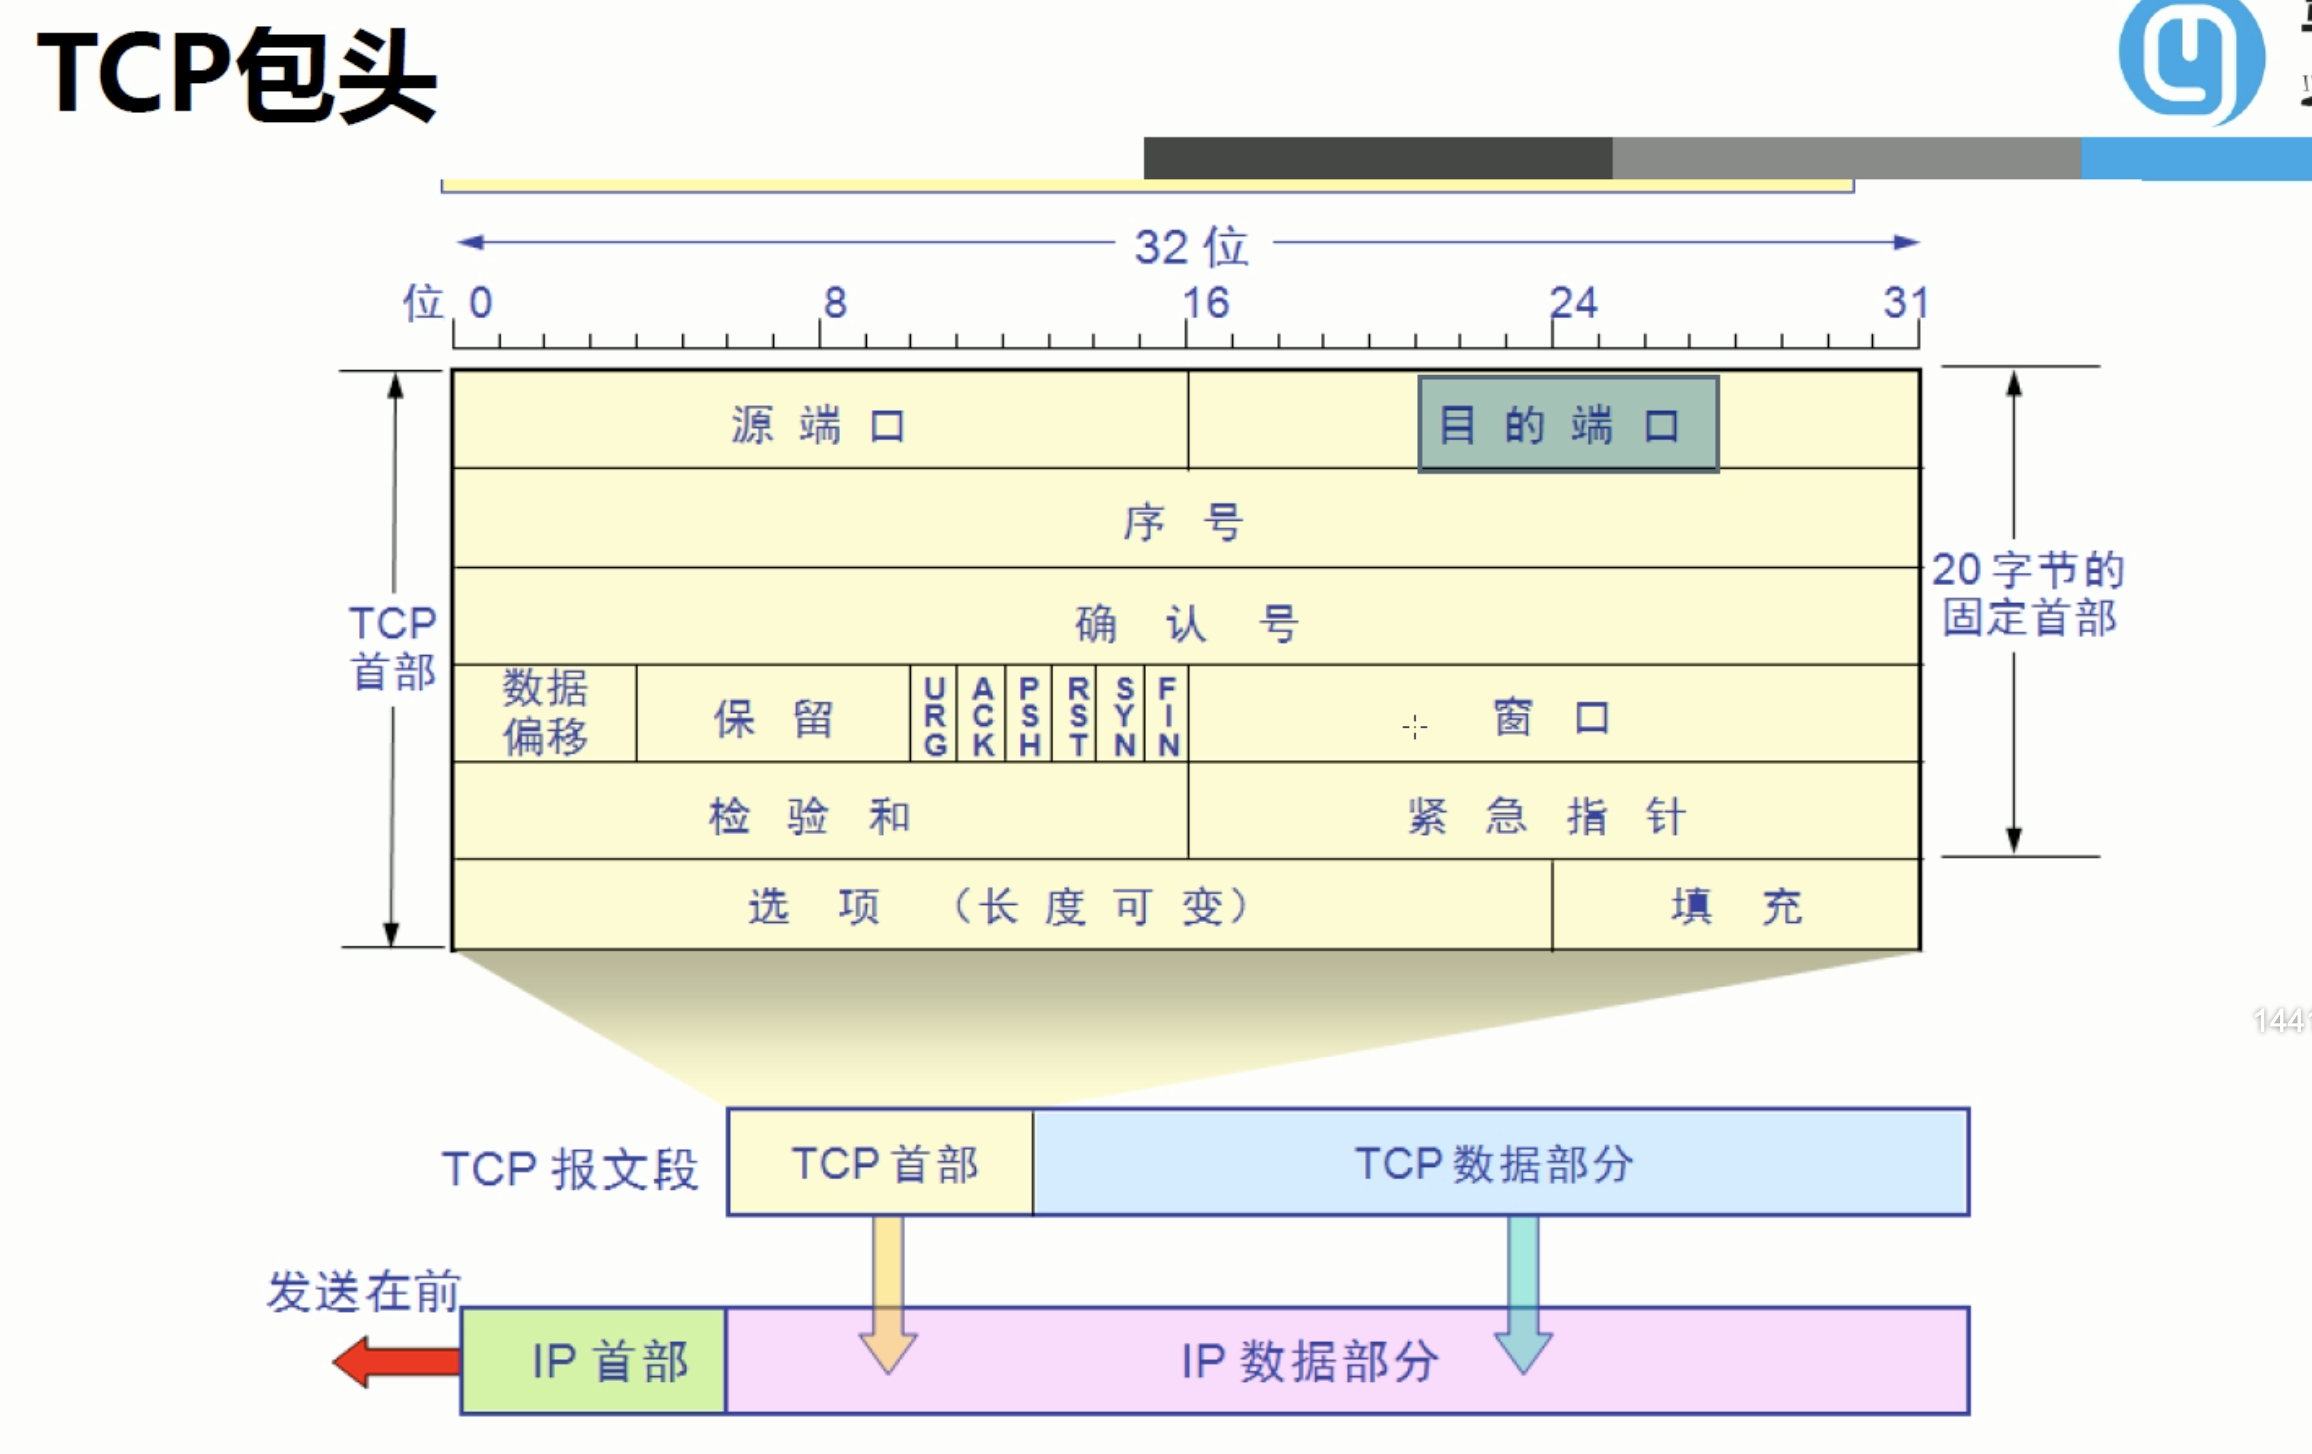 TCP包头
32 位
位 0 8 16 24 31
源 端 口 目 的 端 口
序 号
确 认 号
TCP
首部
20 字节的
固定首部
数据
偏移
保 留
URG ACK PSH RST SYN FIN
窗 口
检 验 和 紧 急 指 针
选 项 （长 度 可 变） 填 充
TCP 报文段 TCP 首部 TCP 数据部分
发送在前
IP 首部 IP 数据部分